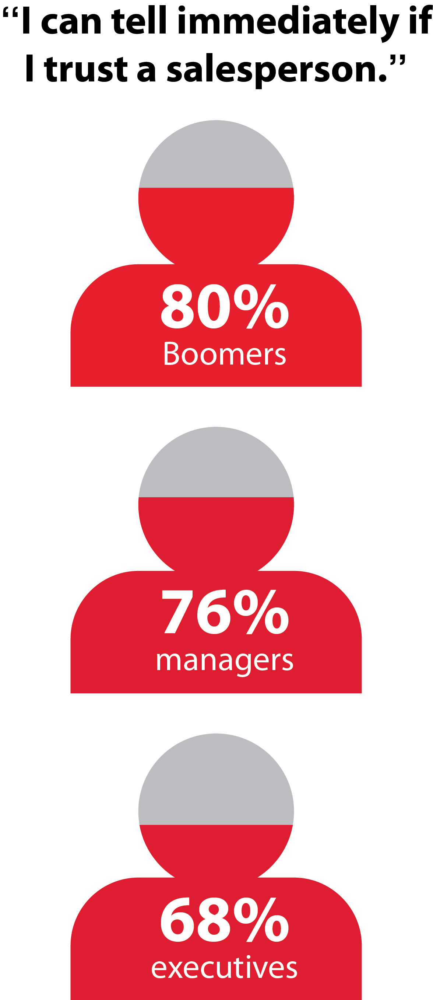 “I can tell immediately if
I trust a salesperson.”
80%
Boomers
76%
managers
68%
executives